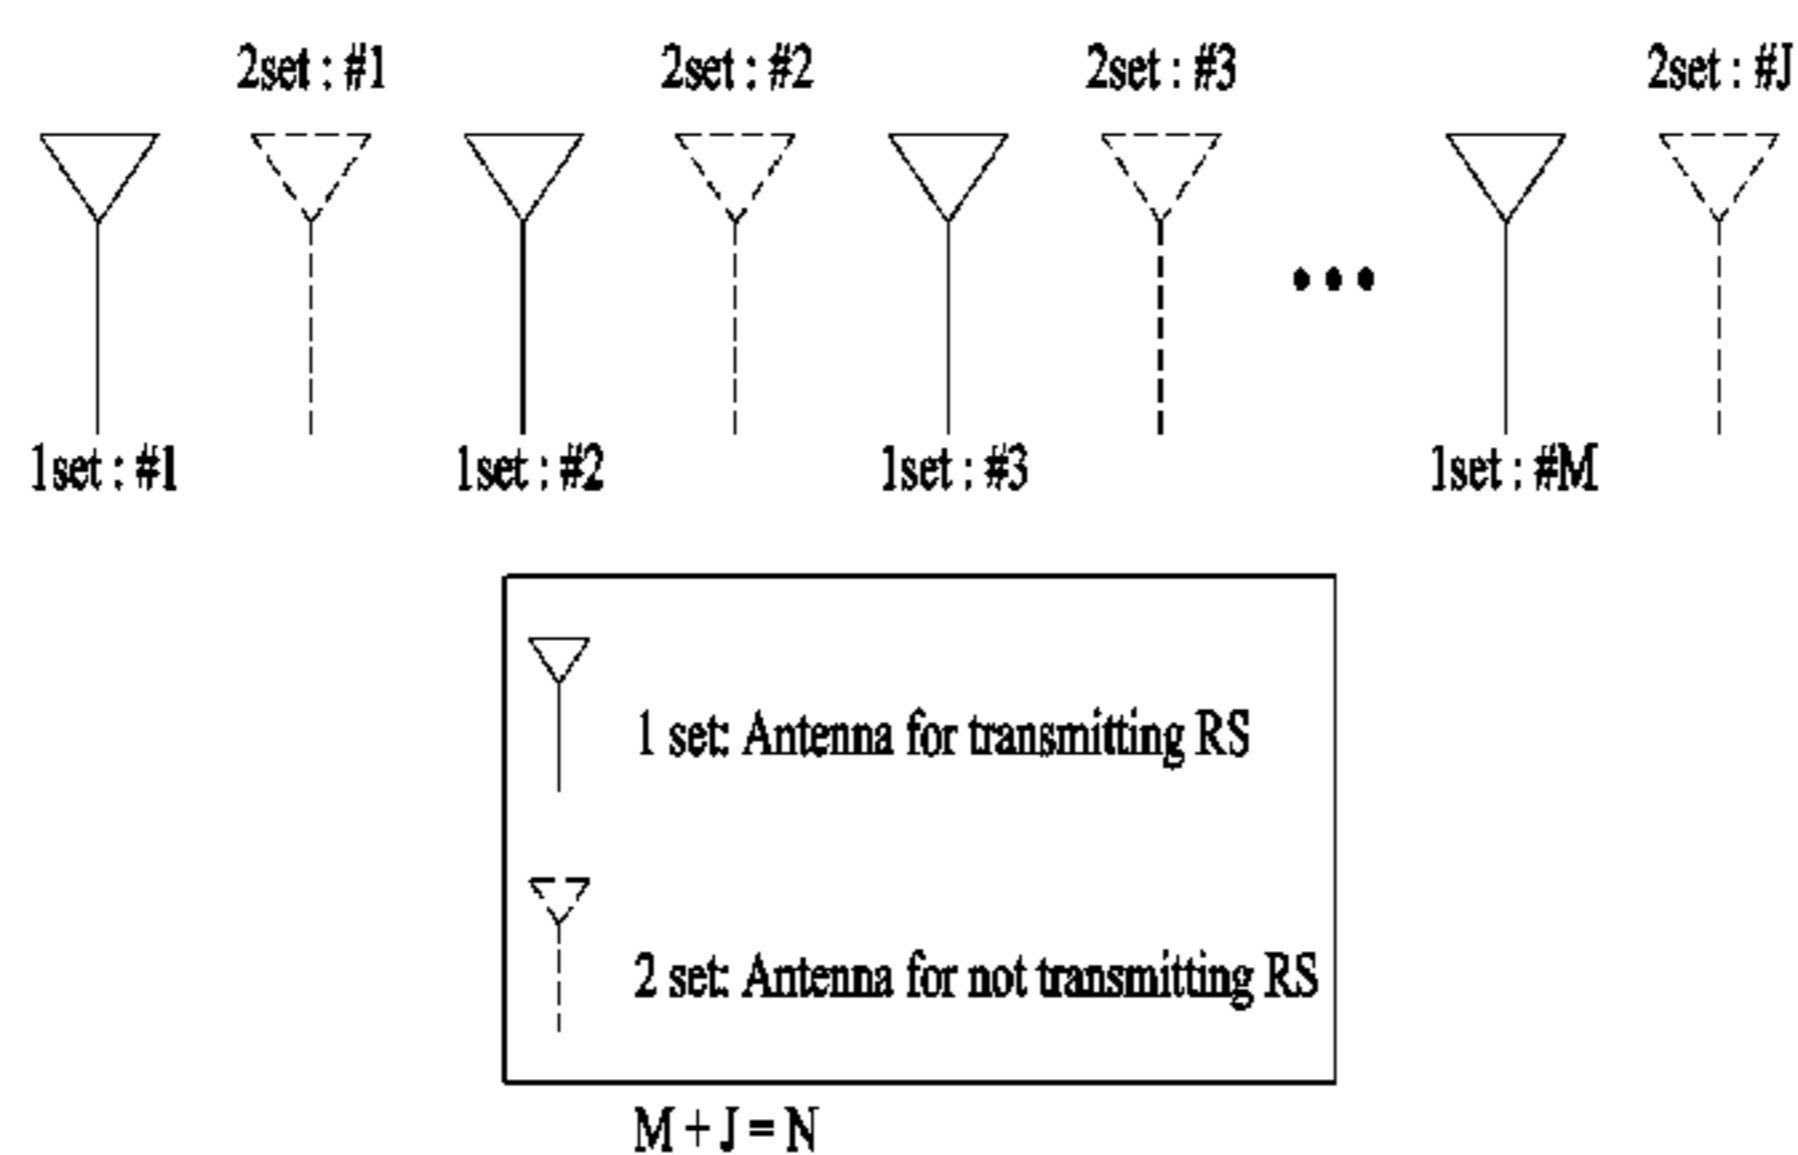 2set : #1 2set : #2 2set : #3 2set : #J
1set : #1 1set : #2 1set : #3 1set : #M
1 set: Antenna for transmitting RS
2 set: Antenna for not transmitting RS
M + J = N